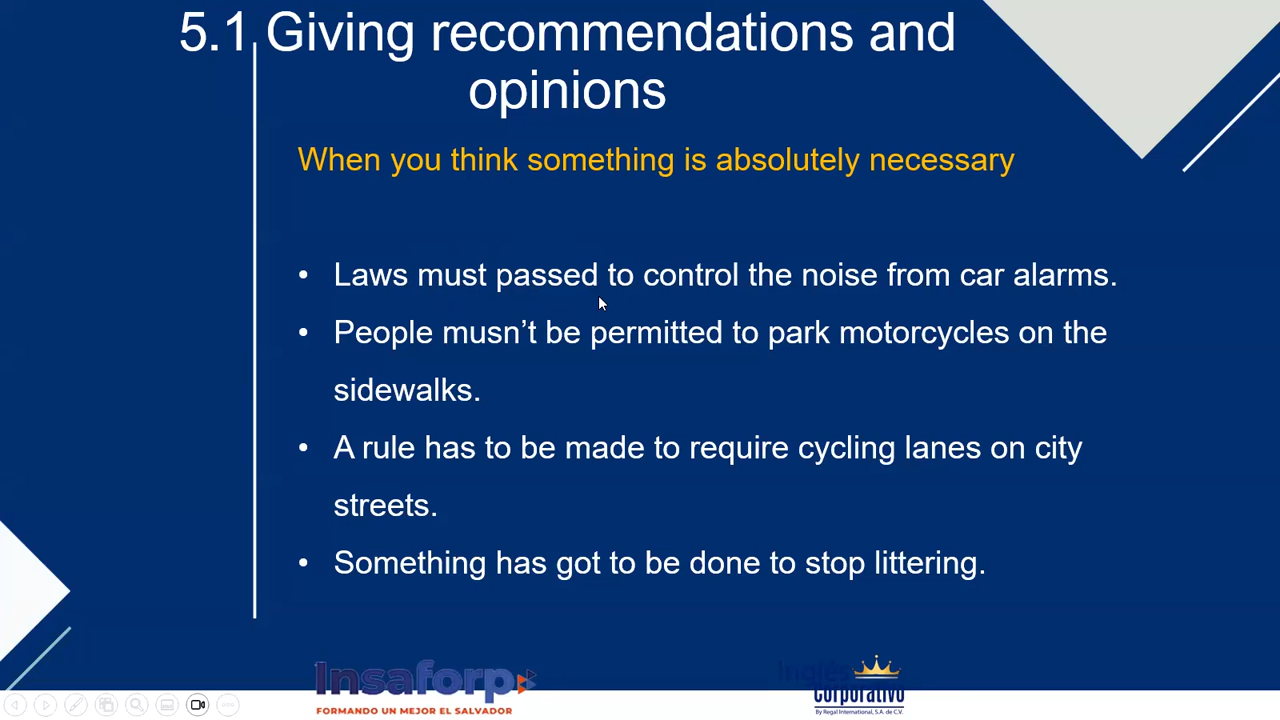 5.1 Giving recommendations and
opinions
When you think something is absolutely necessary
• Laws must passed to control the noise from car alarms.
• People musn’t be permitted to park motorcycles on the
sidewalks.
• A rule has to be made to require cycling lanes on city
streets.
• Something has got to be done to stop littering.
Insaforp
FORMANDO UN MEJOR EL SALVADOR
Inglés
Corporativo
By Regal International, S.A. de C.V.